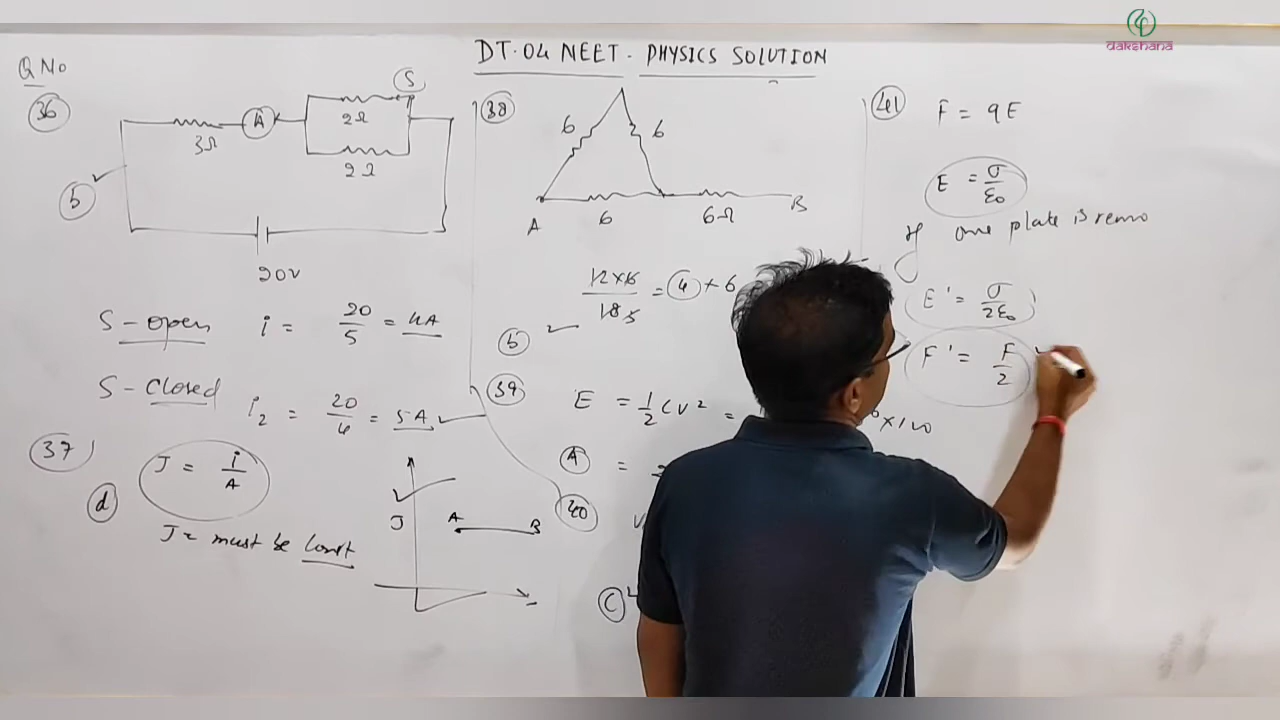 dakshana
DT.04 NEET - PHYSICS SOLUTION
Q No
36
S
A
2Ω
3Ω
2Ω
b
20V
S - open i = 20/5 = 4A
S - Closed i₂ = 20/4 = 5A
37
d
J = i/A
J = must be const
J
A B
38
6 6
A 6 6Ω B
12×6/18 = 4 + 6
b
39
E = ½ CV² = ×100
A =
40
C
41
F = qE
E = σ/ε₀
If one plate is remo
E' = σ/2ε₀
F' = F/2